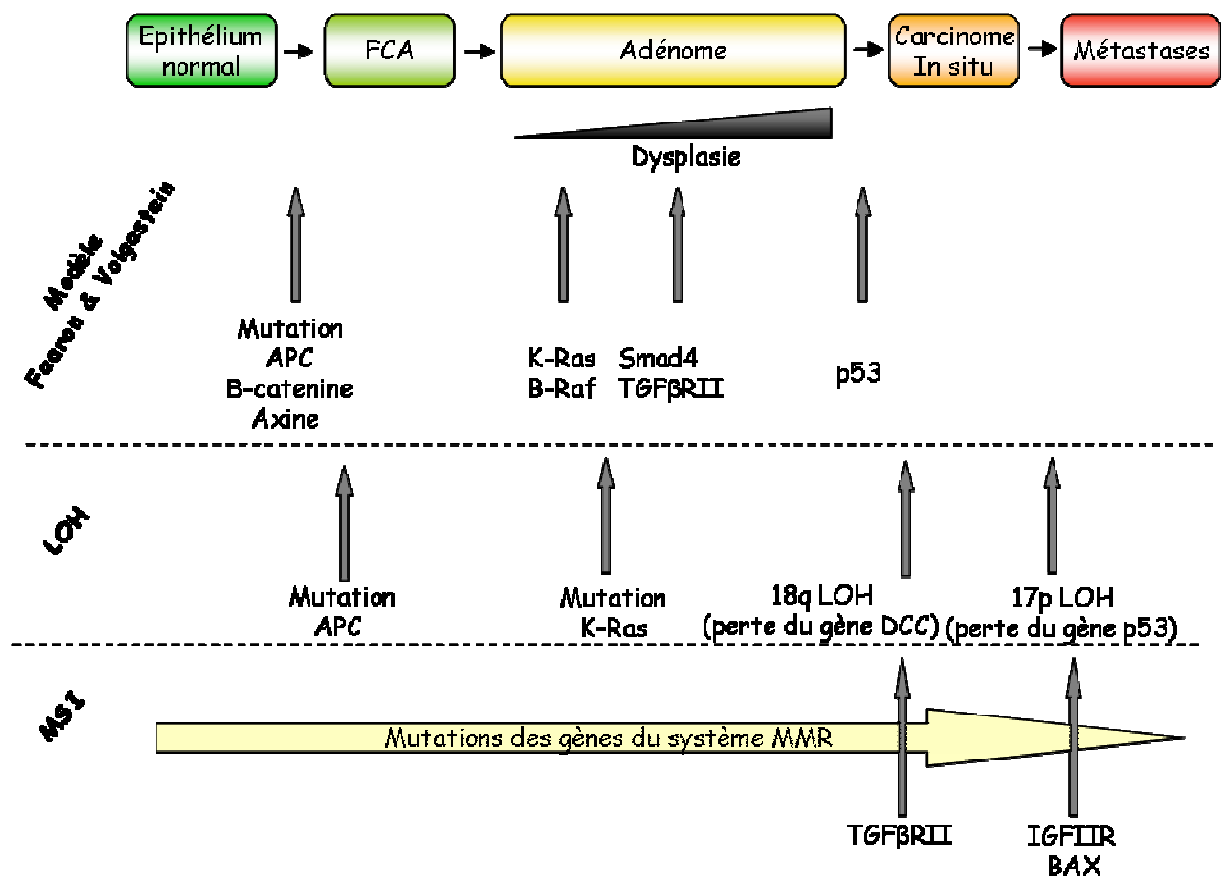 Epithélium
normal
FCA
Adénome
Carcinome
In situ
Métastases
Dysplasie
Modèle
Fearon & Volgestein
Mutation
APC
B-catenine
Axine
K-Ras
B-Raf
Smad4
TGFβRII
p53
LOH
Mutation
APC
Mutation
K-Ras
18q LOH
(perte du gène DCC)
17p LOH
(perte du gène p53)
MSI
Mutations des gènes du système MMR
TGFβRII
IGFIIR
BAX